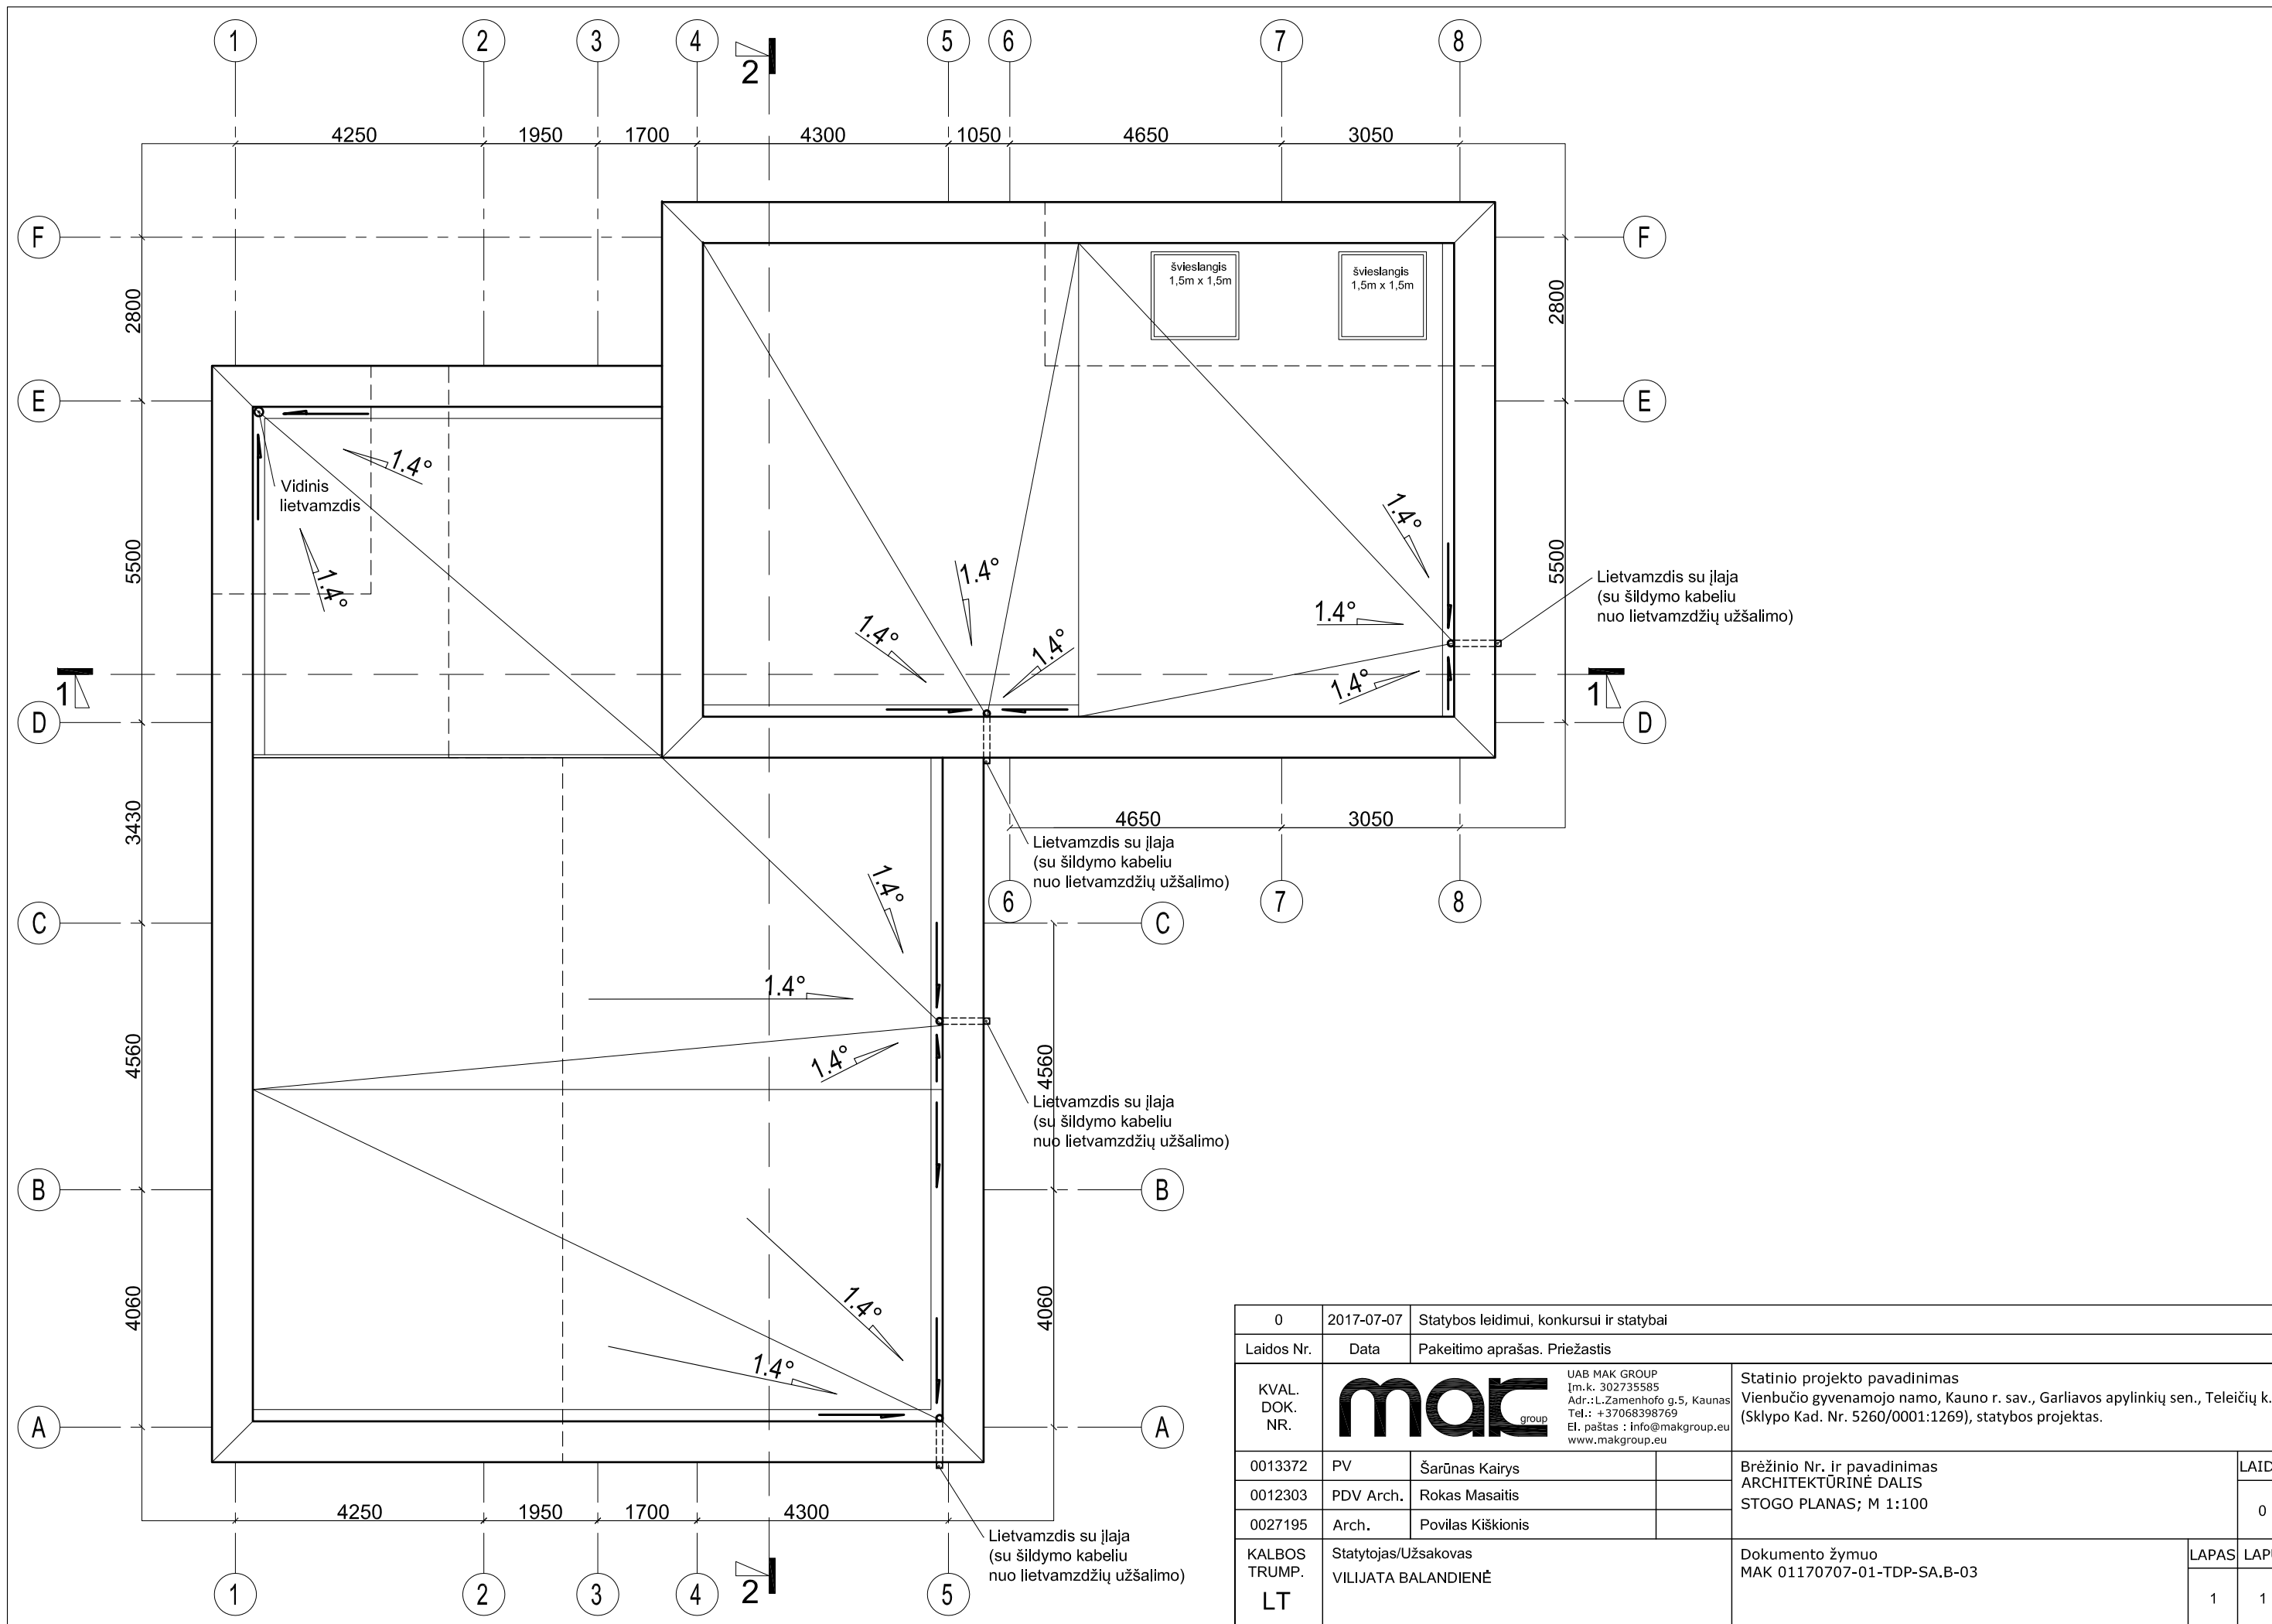 1 2 3 4 5 6 7 8
2
4250 1950 1700 4300 1050 4650 3050
F F
švieslangis
1,5m x 1,5m
švieslangis
1,5m x 1,5m
2800 2800
E E
1.4°
Vidinis
lietvamzdis
1.4°
5500 5500
1.4°
1.4°
1.4°
1.4°
1.4°
1.4°
Lietvamzdis su įlaja
(su šildymo kabeliu
nuo lietvamzdžių užšalimo)
1 1
D D
3430
4650 3050
Lietvamzdis su įlaja
(su šildymo kabeliu
nuo lietvamzdžių užšalimo)
6 7 8
1.4°
C C
1.4°
4560 4560
1.4°
Lietvamzdis su įlaja
(su šildymo kabeliu
nuo lietvamzdžių užšalimo)
B B
4060 4060
1.4°
1.4°
A A
4250 1950 1700 4300
Lietvamzdis su įlaja
(su šildymo kabeliu
nuo lietvamzdžių užšalimo)
2
1 2 3 4 5
0 2017-07-07 Statybos leidimui, konkursui ir statybai
Laidos Nr. Data Pakeitimo aprašas. Priežastis
KVAL.
DOK.
NR.
mac group
UAB MAK GROUP
Įm.k. 302735585
Adr.:L.Zamenhofo g.5, Kaunas
Tel.: +37068398769
El. paštas : info@makgroup.eu
www.makgroup.eu
Statinio projekto pavadinimas
Vienbučio gyvenamojo namo, Kauno r. sav., Garliavos apylinkių sen., Teleičių k.
(Sklypo Kad. Nr. 5260/0001:1269), statybos projektas.
0013372 PV Šarūnas Kairys
0012303 PDV Arch. Rokas Masaitis
0027195 Arch. Povilas Kiškionis
Brėžinio Nr. ir pavadinimas
ARCHITEKTŪRINĖ DALIS
STOGO PLANAS; M 1:100
LAID
0
KALBOS
TRUMP.
LT
Statytojas/Užsakovas
VILIJATA BALANDIENĖ
Dokumento žymuo
MAK 01170707-01-TDP-SA.B-03
LAPAS
1
1